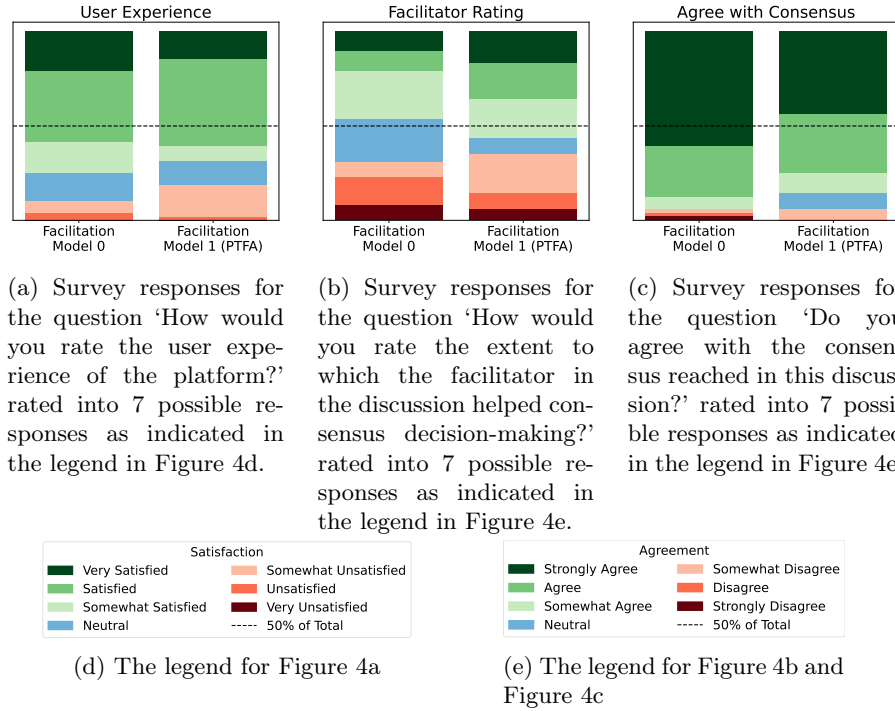 User Experience
Facilitator Rating
Agree with Consensus
Facilitation
Model 0
Facilitation
Model 1 (PTFA)
Facilitation
Model 0
Facilitation
Model 1 (PTFA)
Facilitation
Model 0
Facilitation
Model 1 (PTFA)
(a) Survey responses for
the question ‘How would
you rate the user expe-
rience of the platform?’
rated into 7 possible re-
sponses as indicated in
the legend in Figure 4d.
(b) Survey responses for
the question ‘How would
you rate the extent to
which the facilitator in
the discussion helped con-
sensus decision-making?’
rated into 7 possible re-
sponses as indicated in
the legend in Figure 4e.
(c) Survey responses fo
the question ‘Do you
agree with the consen-
sus reached in this discus
sion?’ rated into 7 possi
ble responses as indicated
in the legend in Figure 4e
Satisfaction
Very Satisfied
Satisfied
Somewhat Satisfied
Neutral
Somewhat Unsatisfied
Unsatisfied
Very Unsatisfied
50% of Total
Agreement
Strongly Agree
Agree
Somewhat Agree
Neutral
Somewhat Disagree
Disagree
Strongly Disagree
50% of Total
(d) The legend for Figure 4a
(e) The legend for Figure 4b and
Figure 4c